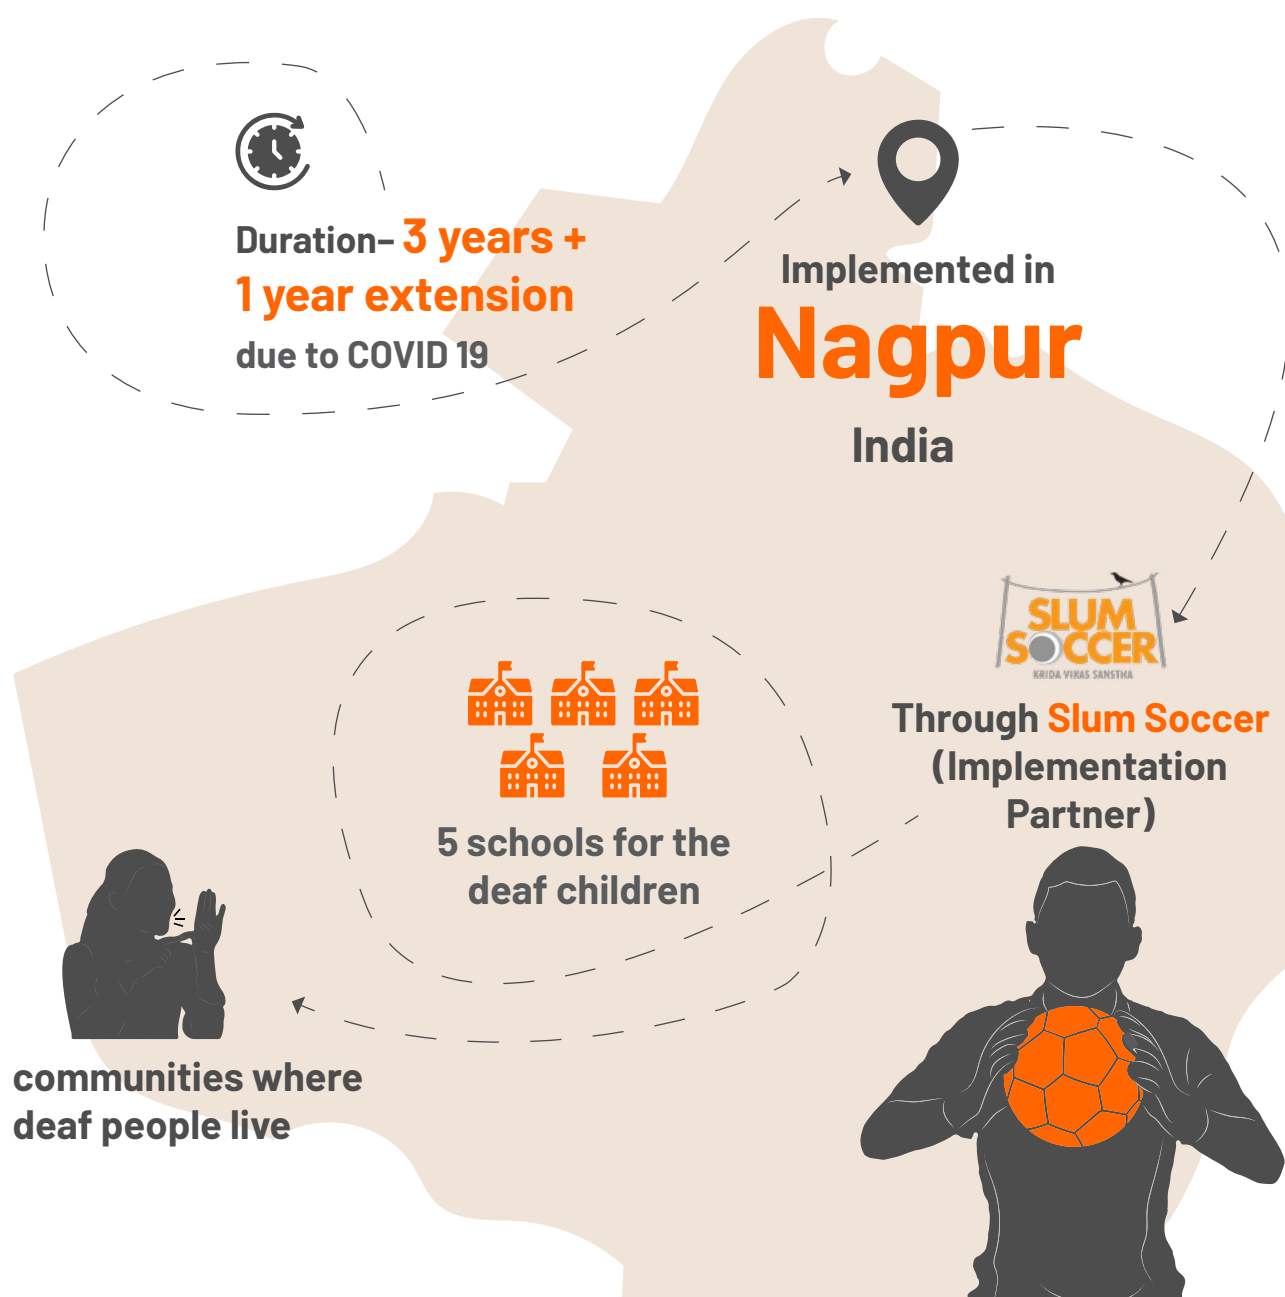 Duration– 3 years +
1 year extension
due to COVID 19
Implemented in
Nagpur
India
SLUM
SOCCER
KRIDA VIKAS SANSTHA
Through Slum Soccer
(Implementation
Partner)
5 schools for the
deaf children
communities where
deaf people live